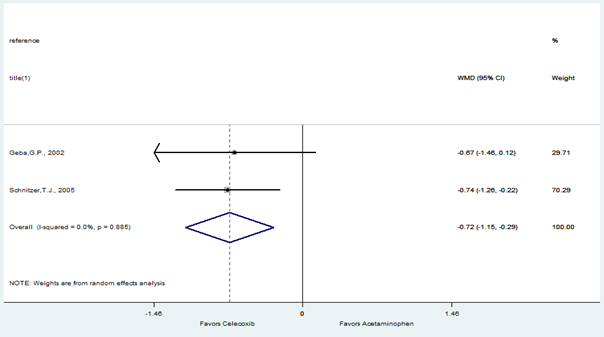 reference %
title(1) WMD (95% CI) Weight
Geba,G.P., 2002 -0.67 (-1.46, 0.12) 29.71
Schnitzer,T.J., 2005 -0.74 (-1.26, -0.22) 70.29
Overall (I-squared = 0.0%, p = 0.885) -0.72 (-1.15, -0.29) 100.00
NOTE: Weights are from random effects analysis
-1.46 0 1.46
Favors Celecoxib Favors Acetaminophen